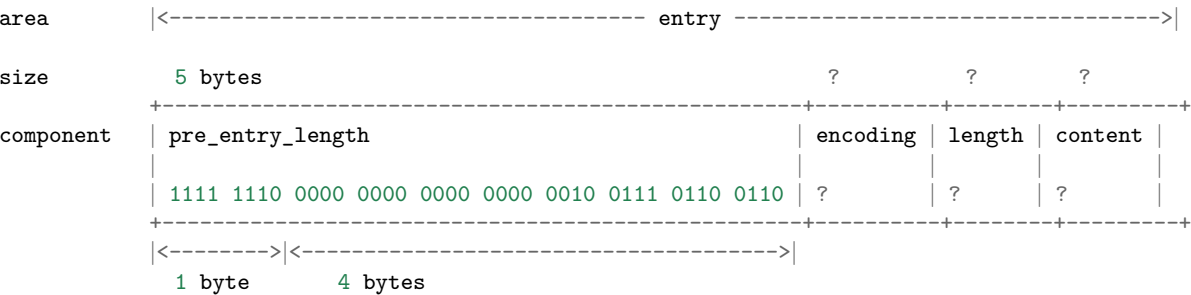 area |<------------------------------------- entry ---------------------------------->|
size 5 bytes ? ? ?
+---------------------------------------------------+----------+--------+---------+
component | pre_entry_length | encoding | length | content |
| | | | |
| 1111 1110 0000 0000 0000 0000 0010 0111 0110 0110 | ? | ? | ? |
+---------------------------------------------------+----------+--------+---------+
|<-------->|<-------------------------------------->|
1 byte 4 bytes